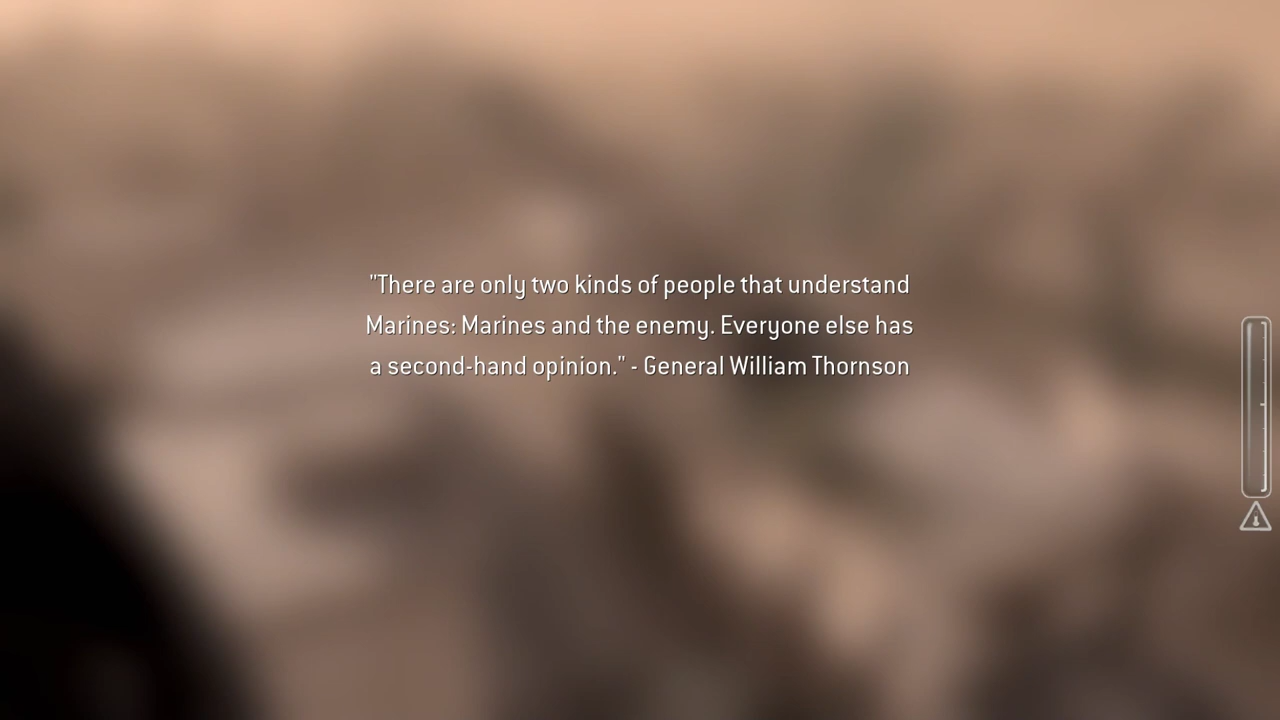 "There are only two kinds of people that understand
Marines: Marines and the enemy. Everyone else has
a second-hand opinion." - General William Thornson